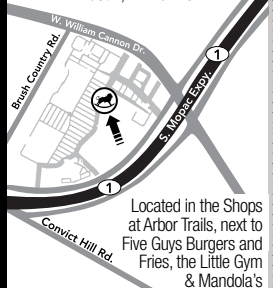 W. William Cannon Dr.
Brush Country Rd.
1
S. Mopac Expy.
1
Convict Hill Rd.
Located in the Shops
at Arbor Trails, next to
Five Guys Burgers and
Fries, the Little Gym
& Mandola's